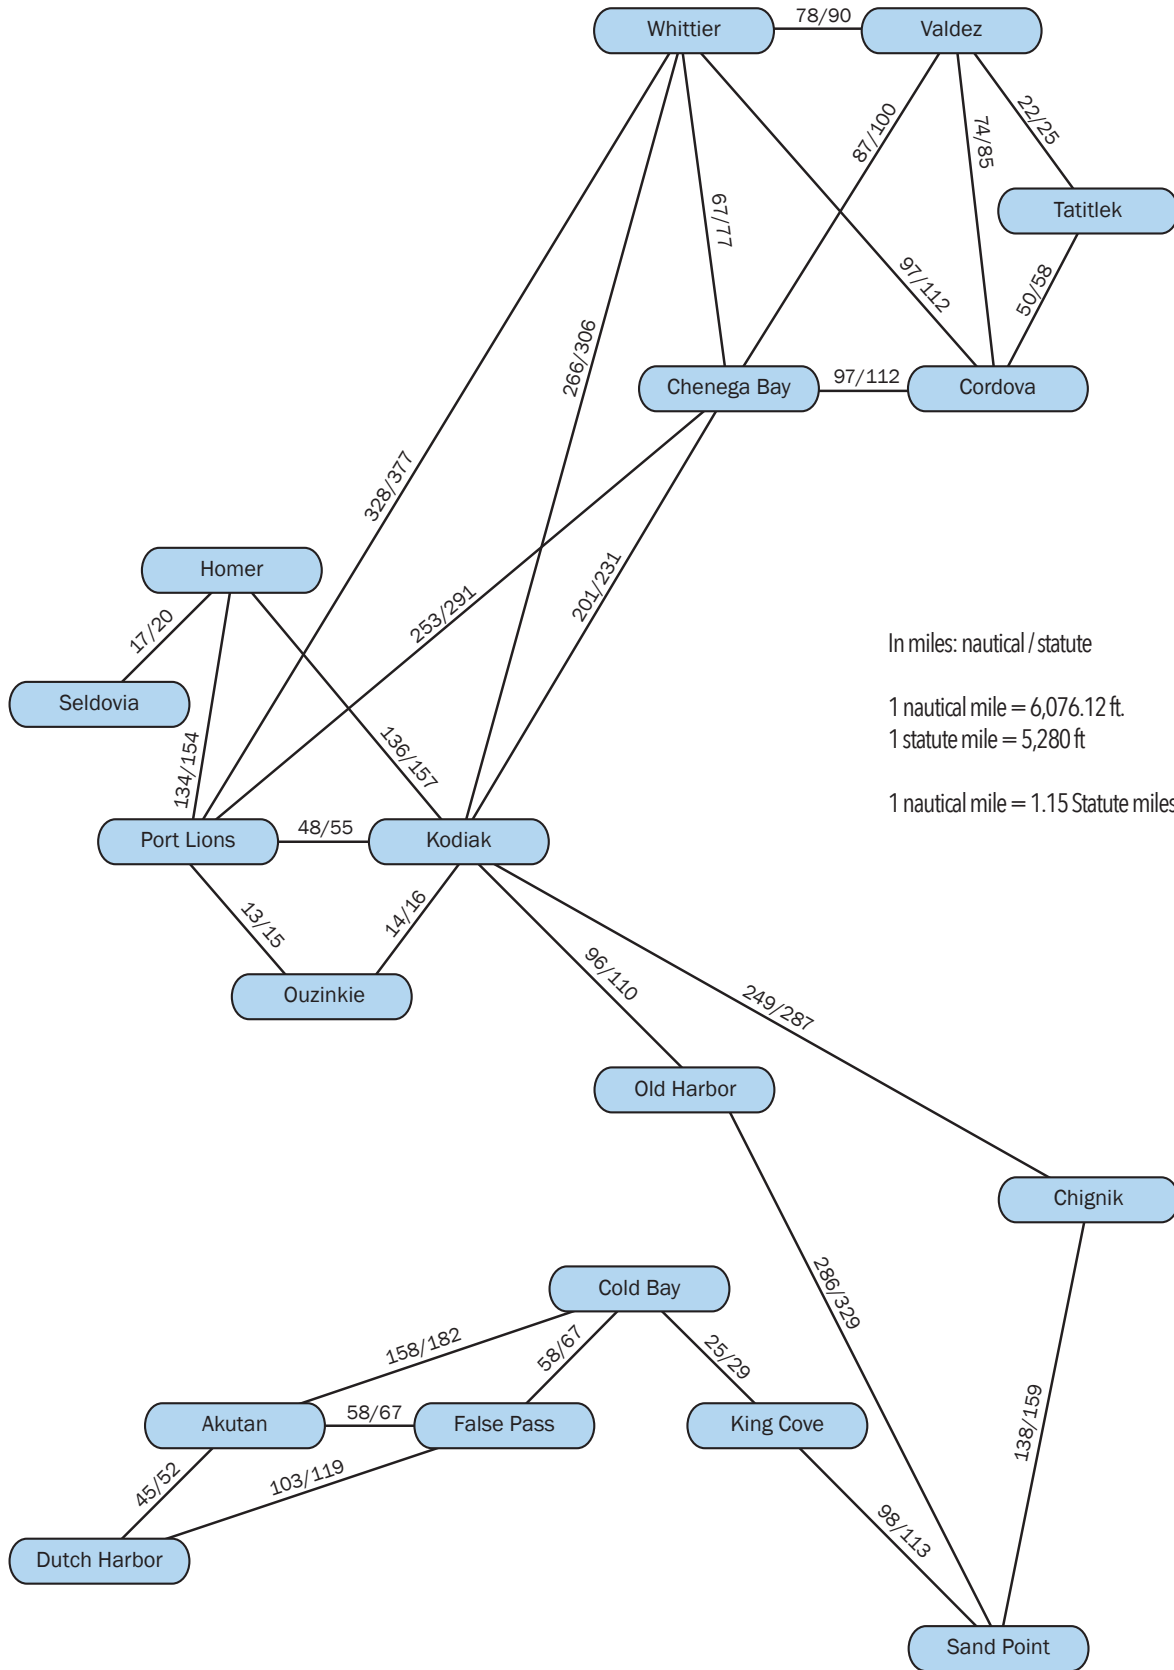 78/90
Whittier
Valdez
22/25
87/100
74/85
Tatitlek
67/77
97/112
50/58
266/306
Chenega Bay
97/112
Cordova
328/377
Homer
201/231
253/291
17/20
In miles: nautical / statute
Seldovia
1 nautical mile = 6,076.12 ft.
1 statute mile = 5,280 ft
134/154
136/157
1 nautical mile = 1.15 Statute miles
48/55
Port Lions
Kodiak
13/15
14/16
96/110
Ouzinkie
249/287
Old Harbor
Chignik
Cold Bay
286/329
158/182
58/67
25/29
138/159
Akutan
58/67
False Pass
King Cove
45/52
103/119
98/113
Dutch Harbor
Sand Point